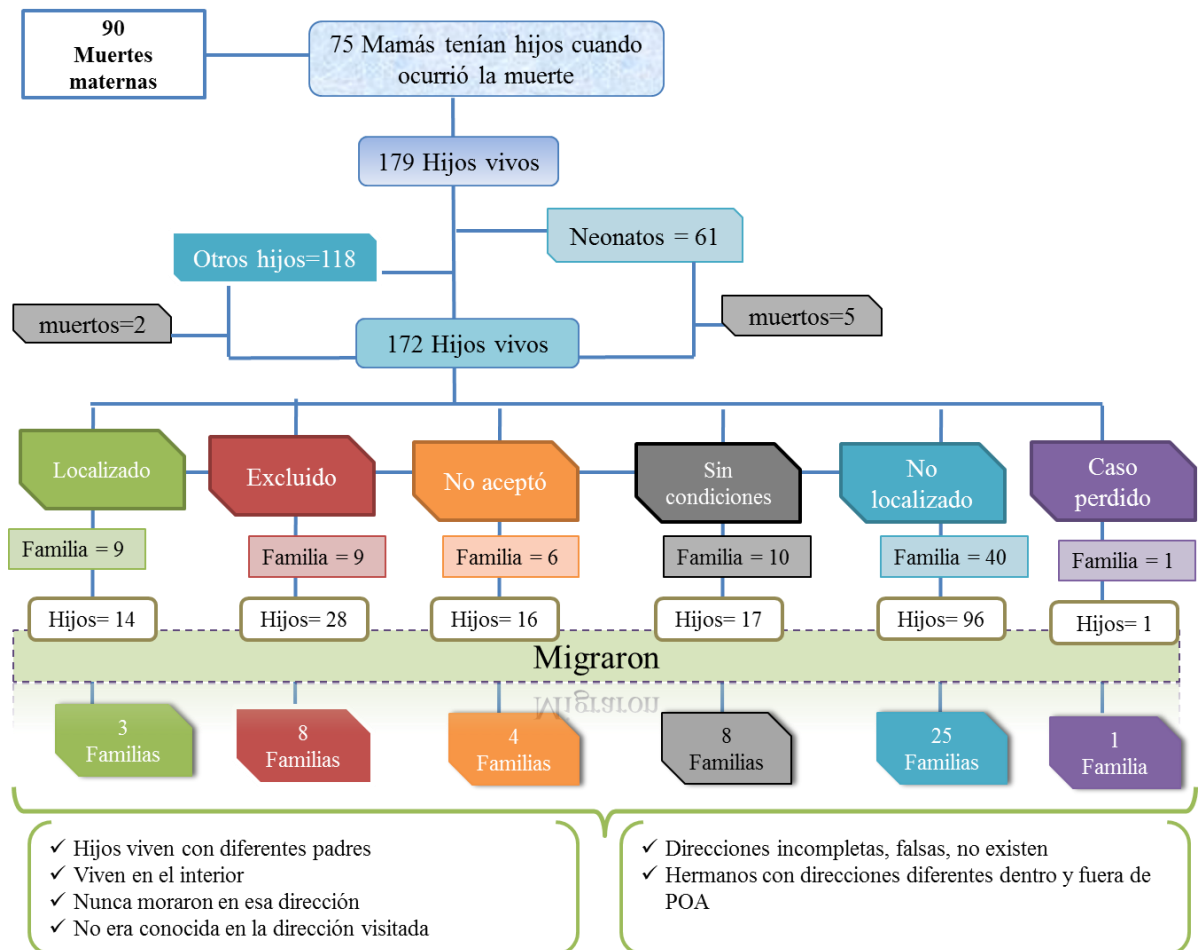 90
Muertes
maternas
75 Mamás tenían hijos cuando
ocurrió la muerte
179 Hijos vivos
Neonatos = 61
Otros hijos=118
muertos=2
muertos=5
172 Hijos vivos
Localizado
Excluido
No aceptó
Sin
condiciones
No
localizado
Caso
perdido
Familia = 9
Familia = 9
Familia = 6
Familia = 10
Familia = 40
Familia = 1
Hijos= 14
Hijos= 28
Hijos= 16
Hijos= 17
Hijos= 96
Hijos= 1
Migraron
3
Familias
8
Familias
4
Familias
8
Familias
25
Familias
1
Familia
✓ Hijos viven con diferentes padres
✓ Viven en el interior
✓ Nunca moraron en esa dirección
✓ No era conocida en la dirección visitada
✓ Direcciones incompletas, falsas, no existen
✓ Hermanos con direcciones diferentes dentro y fuera de
POA